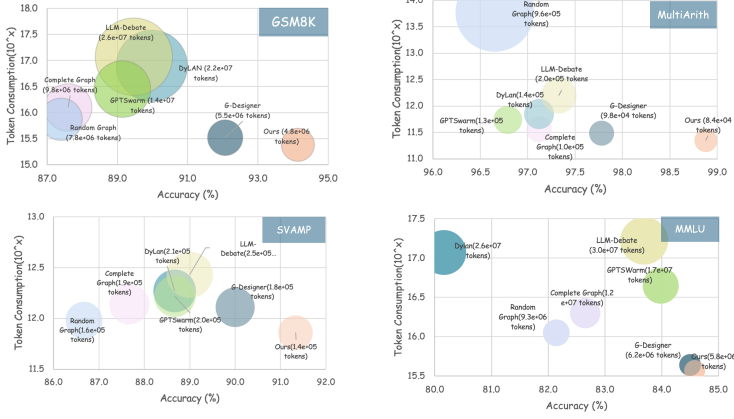 18.0
17.5
17.0
16.5
16.0
15.5
15.0
Token Consumption(10^x)
GSM8K
LLM-Debate
(2.6e+07 tokens)
DyLAN (2.2e+07
tokens)
Complete Graph
(9.8e+06 tokens)
GPTSwarm (1.4e+07
tokens)
Random Graph
(7.8e+06 tokens)
G-Designer
(5.5e+06 tokens)
Ours (4.8e+06
tokens)
87.0 89.0 91.0 93.0 95.0
Accuracy (%)
14.0
13.5
13.0
12.5
12.0
11.5
11.0
Token Consumption(10^x)
MultiArith
Random
Graph(9.6e+05
tokens)
LLM-Debate
(2.0e+05 tokens)
DyLan(1.4e+05
tokens)
GPTSwarm(1.3e+05
tokens)
Complete
Graph(1.0e+05
tokens)
G-Designer
(9.8e+04 tokens)
Ours (8.4e+04
tokens)
96.0 96.5 97.0 97.5 98.0 98.5 99.0
Accuracy (%)
13.0
12.5
12.0
11.5
Token Consumption(10^x)
SVAMP
DyLan(2.1e+05
tokens)
LLM-
Debate(2.5e+05...
Complete
Graph(1.9e+05
tokens)
G-Designer(1.8e+05
tokens)
Random
Graph(1.6e+05
tokens)
GPTSwarm(2.0e+05
tokens)
Ours(1.4e+05
tokens)
86.0 87.0 88.0 89.0 90.0 91.0 92.0
Accuracy (%)
17.5
17.0
16.5
16.0
15.5
Token Consumption(10^x)
MMLU
Dylan(2.6e+07
tokens)
LLM-Debate
(3.0e+07 tokens)
GPTSWarm(1.7e+07
tokens)
Complete Graph(1.2
e+07 tokens)
Random
Graph(9.3e+06
tokens)
G-Designer
(6.2e+06 tokens)
Ours(5.8e+06
tokens)
80.0 81.0 82.0 83.0 84.0 85.0
Accuracy (%)